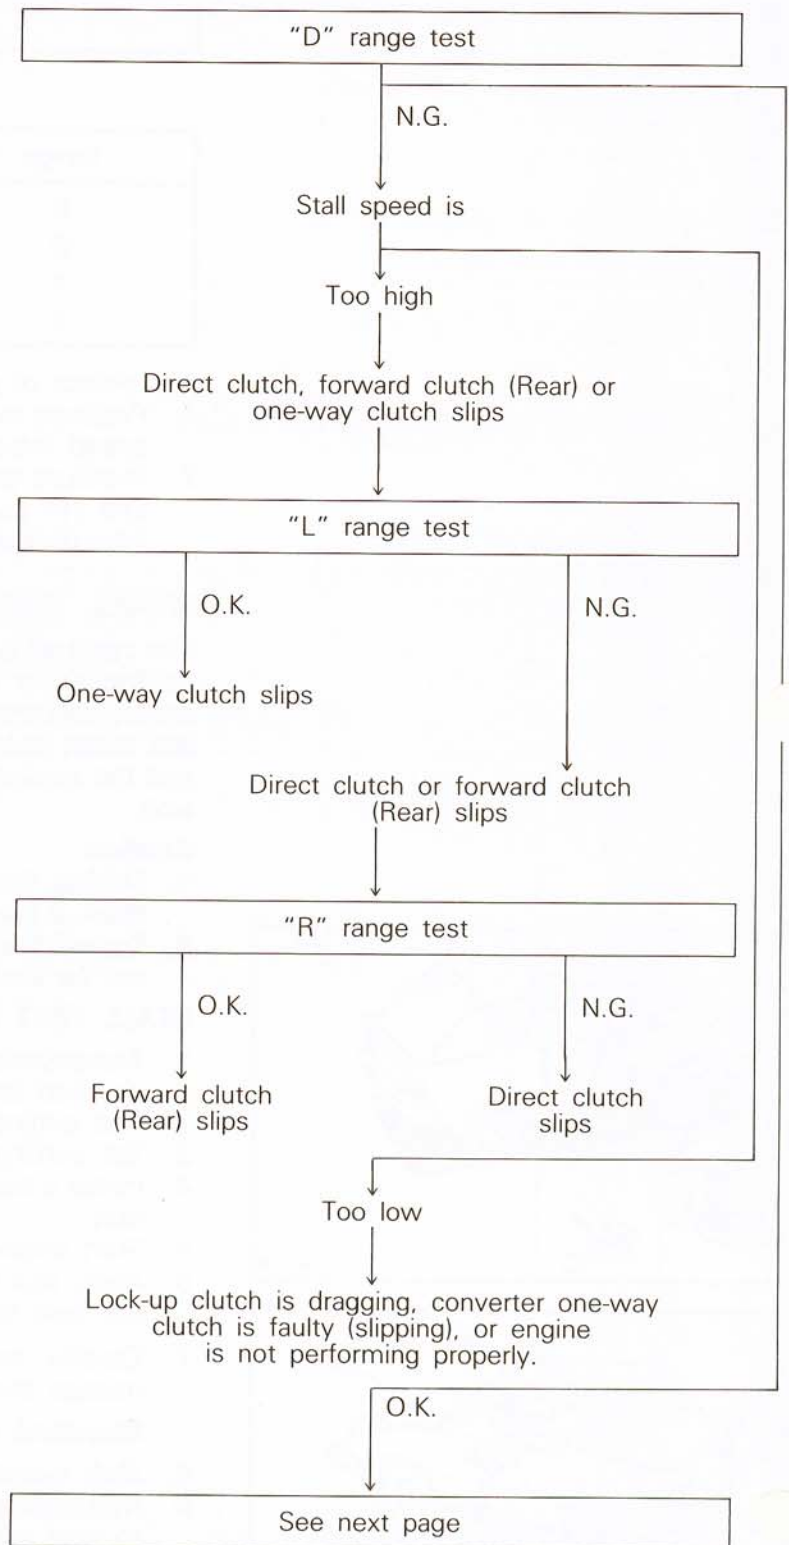 "D" range test
N.G.
Stall speed is
Too high
Direct clutch, forward clutch (Rear) or
one-way clutch slips
"L" range test
O.K.
N.G.
One-way clutch slips
Direct clutch or forward clutch
(Rear) slips
"R" range test
O.K.
N.G.
Forward clutch
(Rear) slips
Direct clutch
slips
Too low
Lock-up clutch is dragging, converter one-way
clutch is faulty (slipping), or engine
is not performing properly.
O.K.
See next page